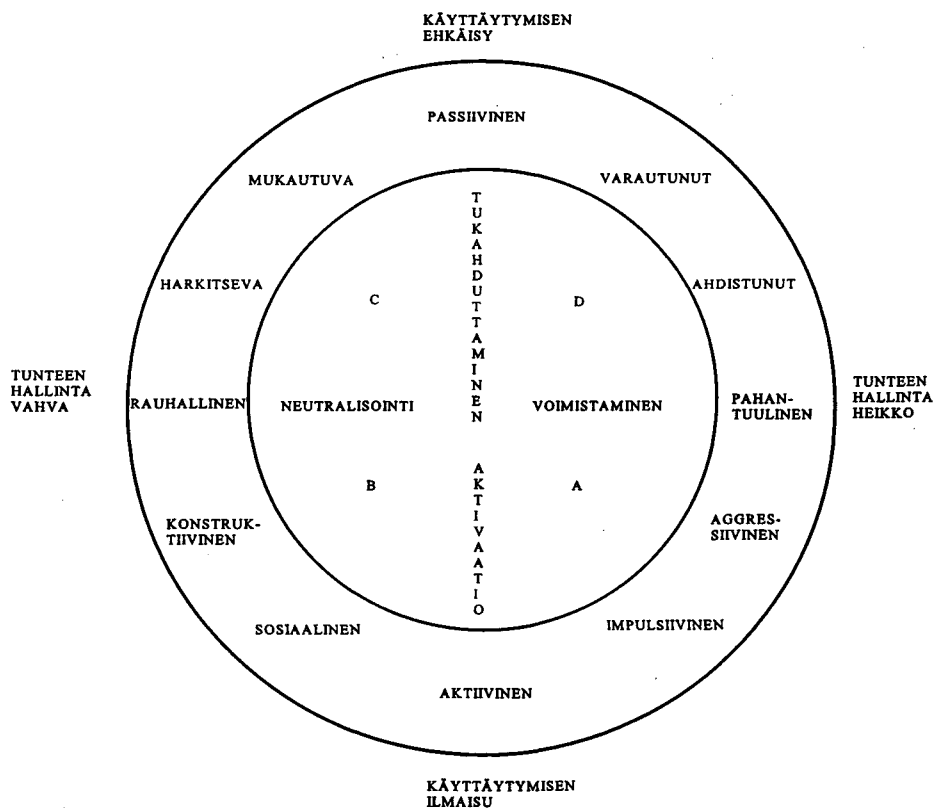 KÄYTTÄYTYMISEN
EHKÄISY
PASSIIVINEN
MUKAUTUVA
VARAUTUNUT
TUKAHDUTTAMINEN
HARKITSEVA
C
D
AHDISTUNUT
TUNTEEN
HALLINTA
VAHVA
RAUHALLINEN
NEUTRALISOINTI
VOIMISTAMINEN
PAHAN-
TUULINEN
TUNTEEN
HALLINTA
HEIKKO
B
A
AKTIVAATIO
KONSTRUK-
TIIVINEN
AGGRES-
SIIVINEN
SOSIAALINEN
IMPULSIIVINEN
AKTIIVINEN
KÄYTTÄYTYMISEN
ILMAISU